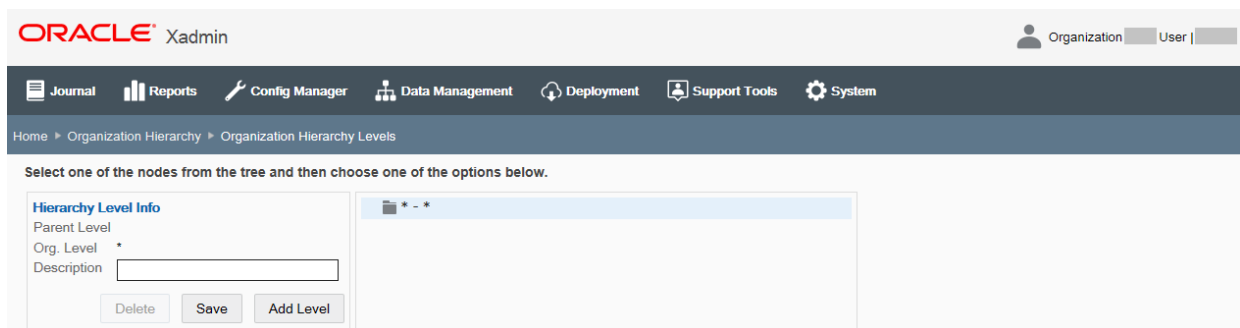 ORACLE® Xadmin
Organization User |
Journal Reports Config Manager Data Management Deployment Support Tools System
Home ▸ Organization Hierarchy ▸ Organization Hierarchy Levels
Select one of the nodes from the tree and then choose one of the options below.
Hierarchy Level Info
Parent Level
Org. Level *
Description
Delete Save Add Level
* - *